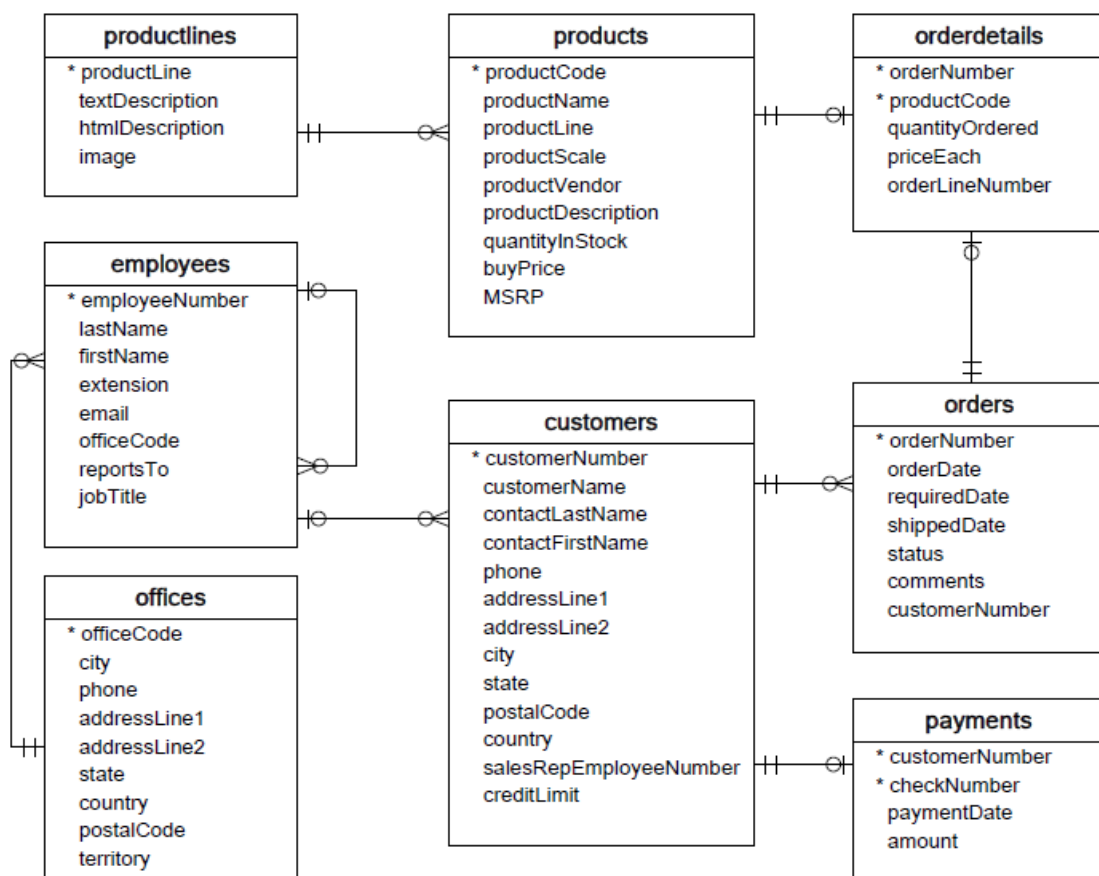 productlines
* productLine
textDescription
htmlDescription
image
products
* productCode
productName
productLine
productScale
productVendor
productDescription
quantityInStock
buyPrice
MSRP
orderdetails
* orderNumber
* productCode
quantityOrdered
priceEach
orderLineNumber
employees
* employeeNumber
lastName
firstName
extension
email
officeCode
reportsTo
jobTitle
customers
* customerNumber
customerName
contactLastName
contactFirstName
phone
addressLine1
addressLine2
city
state
postalCode
country
salesRepEmployeeNumber
creditLimit
orders
* orderNumber
orderDate
requiredDate
shippedDate
status
comments
customerNumber
offices
* officeCode
city
phone
addressLine1
addressLine2
state
country
postalCode
territory
payments
* customerNumber
* checkNumber
paymentDate
amount